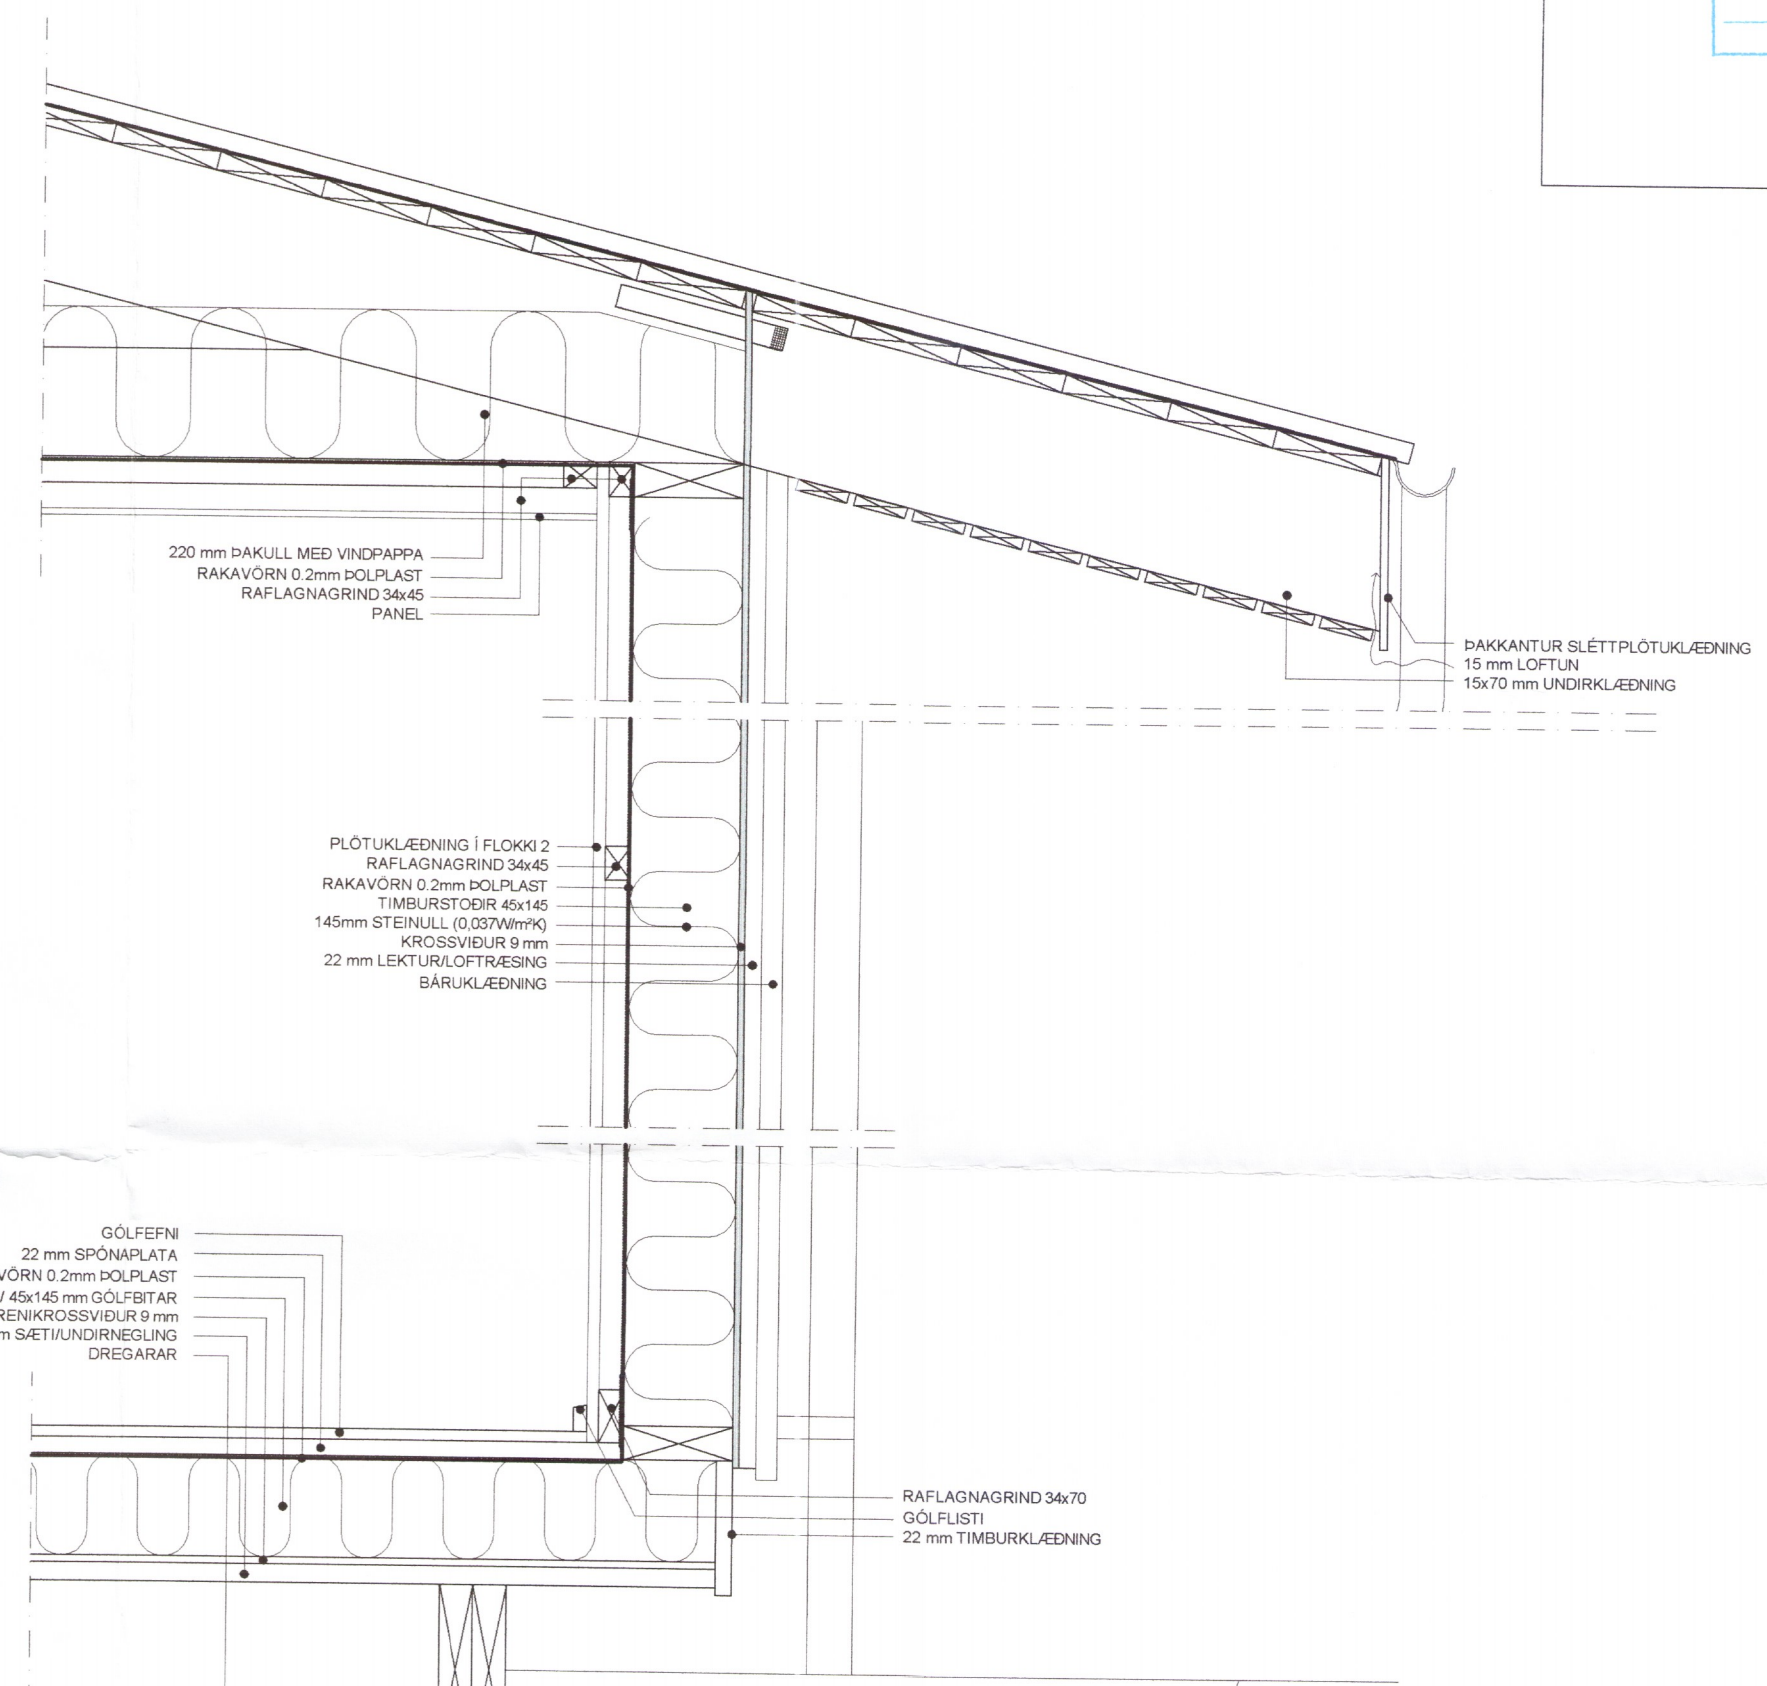 220 mm ÞAKULL MEÐ VINDPAPPA
RAKAVÖRN 0.2mm ÞOLPLAST
RAFLAGNAGRIND 34x45
PANEL
ÞAKKANTUR SLÉTTPLÖTUKLÆÐNING
15 mm LOFTUN
15x70 mm UNDIRKLÆÐNING
PLÖTUKLÆÐNING Í FLOKKI 2
RAFLAGNAGRIND 34x45
RAKAVÖRN 0.2mm ÞOLPLAST
TIMBURSTOÐIR 45x145
145mm STEINULL (0,037W/m²K)
KROSSVIÐUR 9 mm
22 mm LEKTUR/LOFTRÆSING
BÁRUKLÆÐNING
GÓLFEFNI
22 mm SPÓNAPLATA
VÖRN 0.2mm ÞOLPLAST
/ 45x145 mm GÓLFBITAR
RENIKROSSVIÐUR 9 mm
m SÆTI/UNDIRNEGLING
DREGARAR
RAFLAGNAGRIND 34x70
GÓLFLISTI
22 mm TIMBURKLÆÐNING